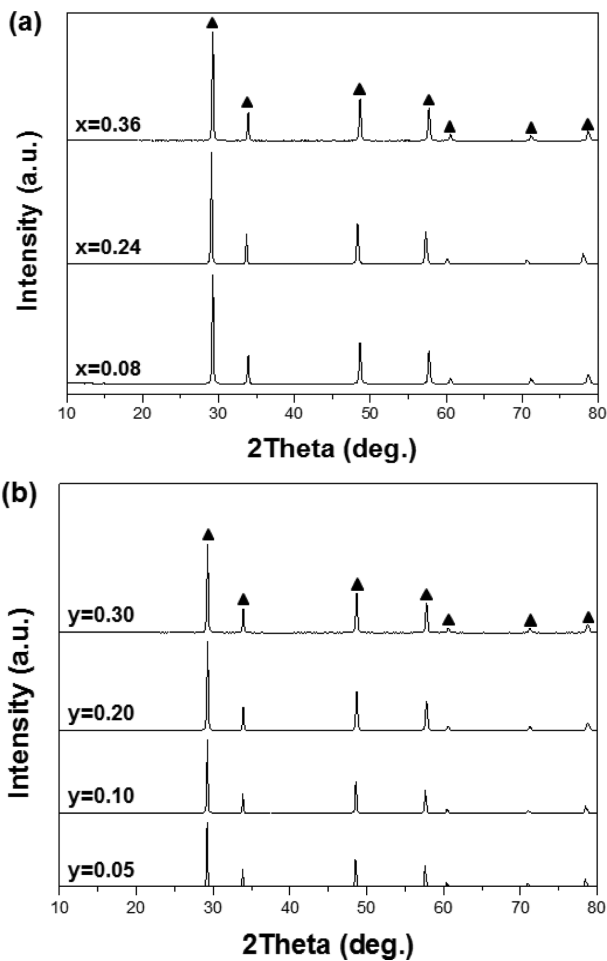 (a)
x=0.36
x=0.24
x=0.08
Intensity (a.u.)
10 20 30 40 50 60 70 80
2Theta (deg.)
(b)
y=0.30
y=0.20
y=0.10
y=0.05
Intensity (a.u.)
10 20 30 40 50 60 70 80
2Theta (deg.)